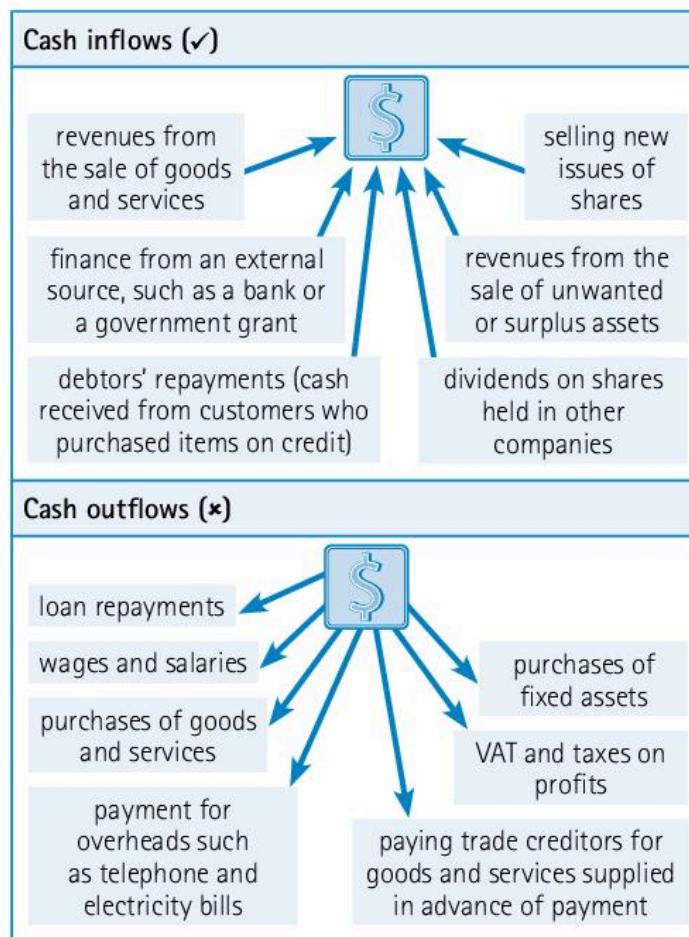 Cash inflows (✓)
$
revenues from
the sale of goods
and services
selling new
issues of
shares
finance from an external
source, such as a bank or
a government grant
revenues from the
sale of unwanted
or surplus assets
debtors' repayments (cash
received from customers who
purchased items on credit)
dividends on shares
held in other
companies
Cash outflows (✗)
$
loan repayments
wages and salaries
purchases of goods
and services
payment for
overheads such
as telephone and
electricity bills
purchases of
fixed assets
VAT and taxes on
profits
paying trade creditors for
goods and services supplied
in advance of payment